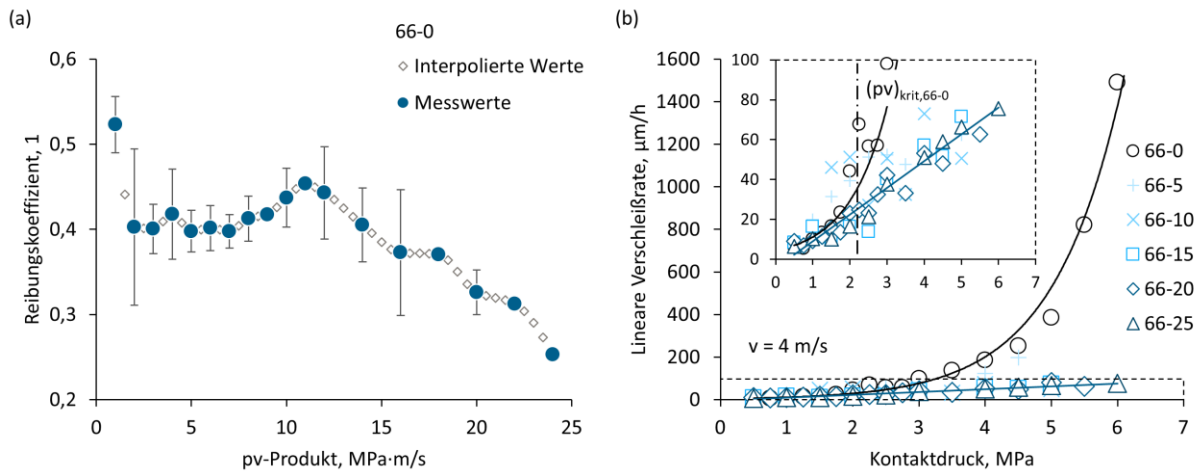 (a)
66-0
Interpolierte Werte
Messwerte
Reibungskoeffizient, 1
0,6
0,5
0,4
0,3
0,2
0 5 10 15 20 25
pv-Produkt, MPa·m/s
(b)
Lineare Verschleißrate, µm/h
1600
1400
1200
1000
800
600
400
200
0
100
80
60
40
20
0
0 1 2 3 4 5 6 7
(pv)krit,66-0
v = 4 m/s
0 1 2 3 4 5 6 7
Kontaktdruck, MPa
66-0
66-5
66-10
66-15
66-20
66-25